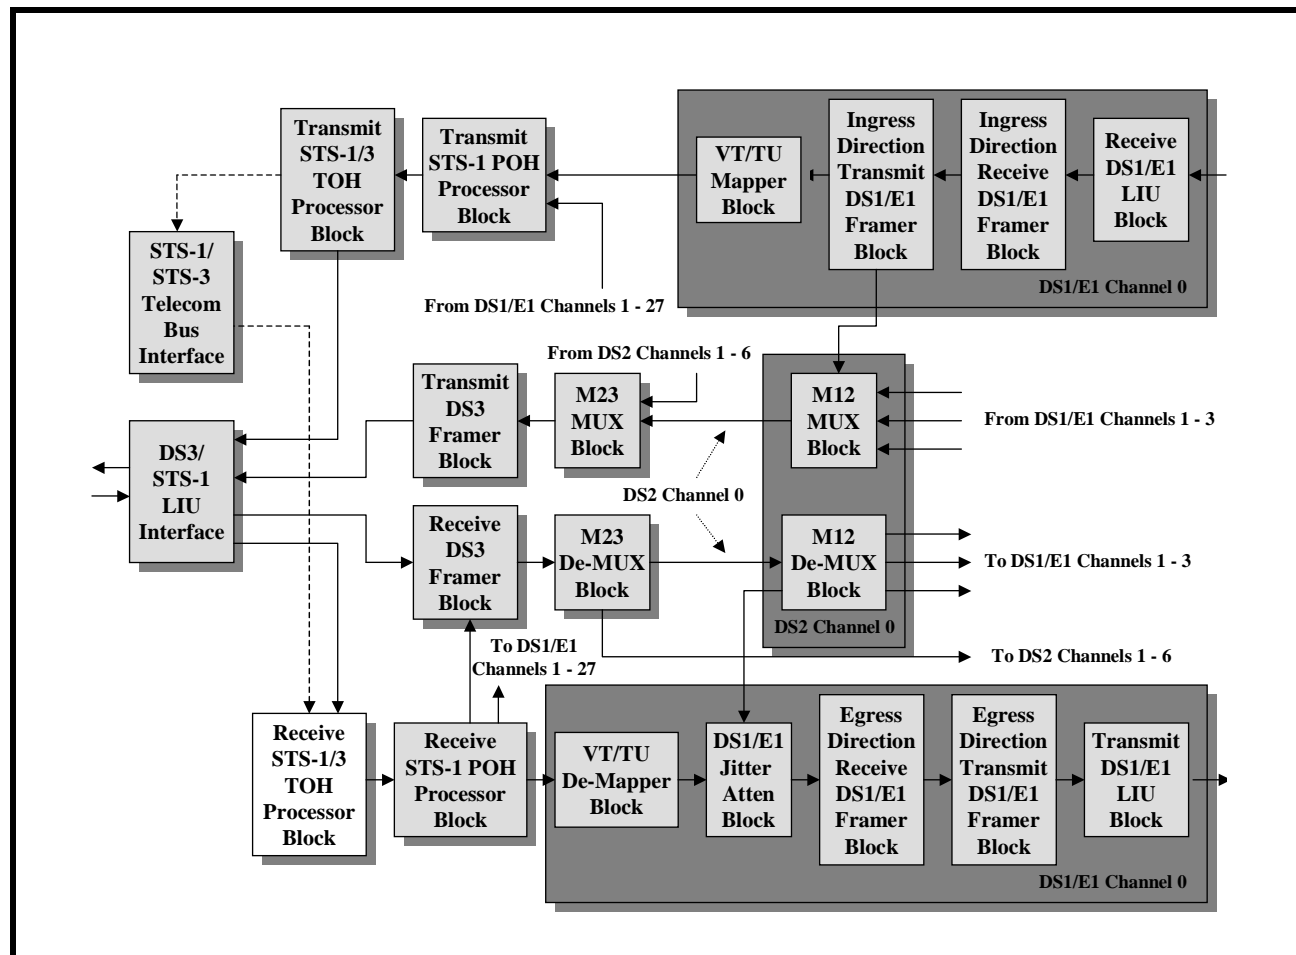 Transmit
STS-1/3
TOH
Processor
Block
Transmit
STS-1 POH
Processor
Block
VT/TU
Mapper
Block
Ingress
Direction
Transmit
DS1/E1
Framer
Block
Ingress
Direction
Receive
DS1/E1
Framer
Block
Receive
DS1/E1
LIU
Block
DS1/E1 Channel 0
STS-1/
STS-3
Telecom
Bus
Interface
From DS1/E1 Channels 1 - 27
From DS2 Channels 1 - 6
Transmit
DS3
Framer
Block
M23
MUX
Block
M12
MUX
Block
From DS1/E1 Channels 1 - 3
DS3/
STS-1
LIU
Interface
DS2 Channel 0
Receive
DS3
Framer
Block
M23
De-MUX
Block
M12
De-MUX
Block
To DS1/E1 Channels 1 - 3
DS2 Channel 0
To DS1/E1
Channels 1 - 27
To DS2 Channels 1 - 6
Receive
STS-1/3
TOH
Processor
Block
Receive
STS-1 POH
Processor
Block
VT/TU
De-Mapper
Block
DS1/E1
Jitter
Atten
Block
Egress
Direction
Receive
DS1/E1
Framer
Block
Egress
Direction
Transmit
DS1/E1
Framer
Block
Transmit
DS1/E1
LIU
Block
DS1/E1 Channel 0